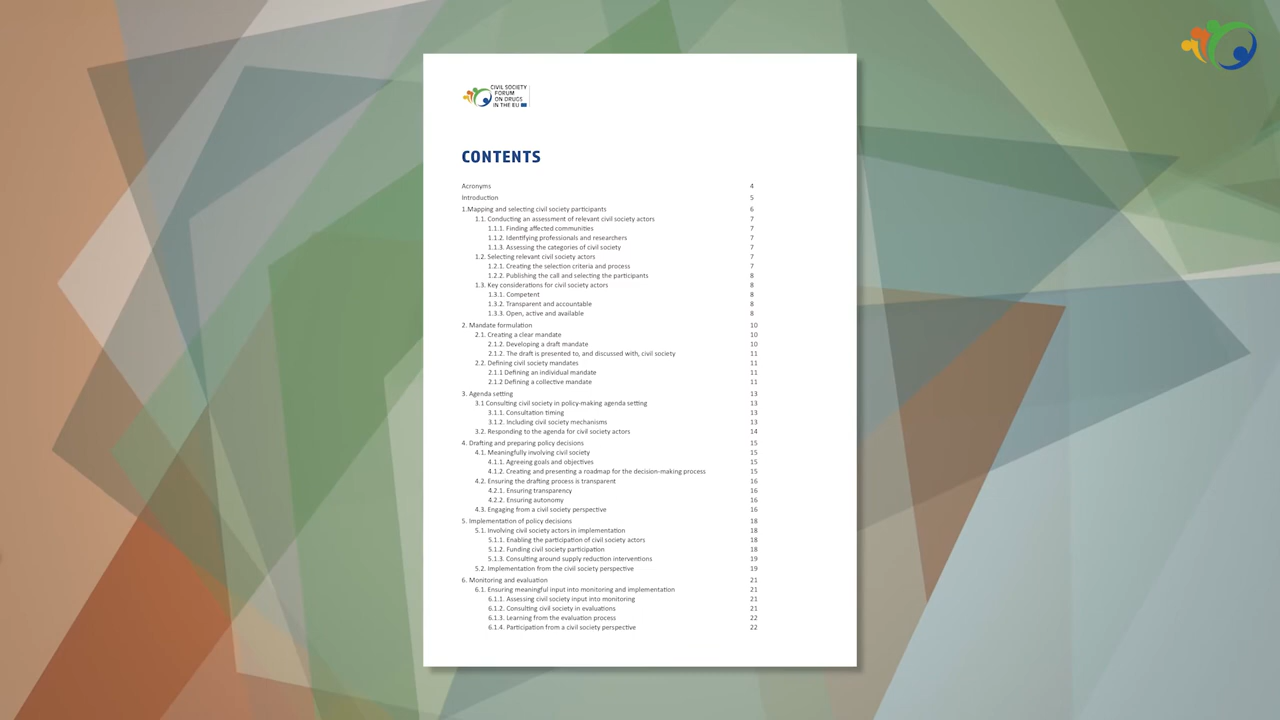 CIVIL SOCIETY
FORUM
ON DRUGS
IN THE EU
CONTENTS
Acronyms 4
Introduction 5
1.Mapping and selecting civil society participants 6
1.1. Conducting an assessment of relevant civil society actors 7
1.1.1. Finding affected communities 7
1.1.2. Identifying professionals and researchers 7
1.1.3. Assessing the categories of civil society 7
1.2. Selecting relevant civil society actors 7
1.2.1. Creating the selection criteria and process 7
1.2.2. Publishing the call and selecting the participants 8
1.3. Key considerations for civil society actors 8
1.3.1. Competent 8
1.3.2. Transparent and accountable 8
1.3.3. Open, active and available 8
2. Mandate formulation 10
2.1. Creating a clear mandate 10
2.1.2. Developing a draft mandate 10
2.1.2. The draft is presented to, and discussed with, civil society 11
2.2. Defining civil society mandates 11
2.1.1 Defining an individual mandate 11
2.1.2 Defining a collective mandate 11
3. Agenda setting 13
3.1 Consulting civil society in policy-making agenda setting 13
3.1.1. Consultation timing 13
3.1.2. Including civil society mechanisms 13
3.2. Responding to the agenda for civil society actors 14
4. Drafting and preparing policy decisions 15
4.1. Meaningfully involving civil society 15
4.1.1. Agreeing goals and objectives 15
4.1.2. Creating and presenting a roadmap for the decision-making process 15
4.2. Ensuring the drafting process is transparent 16
4.2.1. Ensuring transparency 16
4.2.2. Ensuring autonomy 16
4.3. Engaging from a civil society perspective 16
5. Implementation of policy decisions 18
5.1. Involving civil society actors in implementation 18
5.1.1. Enabling the participation of civil society actors 18
5.1.2. Funding civil society participation 18
5.1.3. Consulting around supply reduction interventions 19
5.2. Implementation from the civil society perspective 19
6. Monitoring and evaluation 21
6.1. Ensuring meaningful input into monitoring and implementation 21
6.1.1. Assessing civil society input into monitoring 21
6.1.2. Consulting civil society in evaluations 21
6.1.3. Learning from the evaluation process 22
6.1.4. Participation from a civil society perspective 22